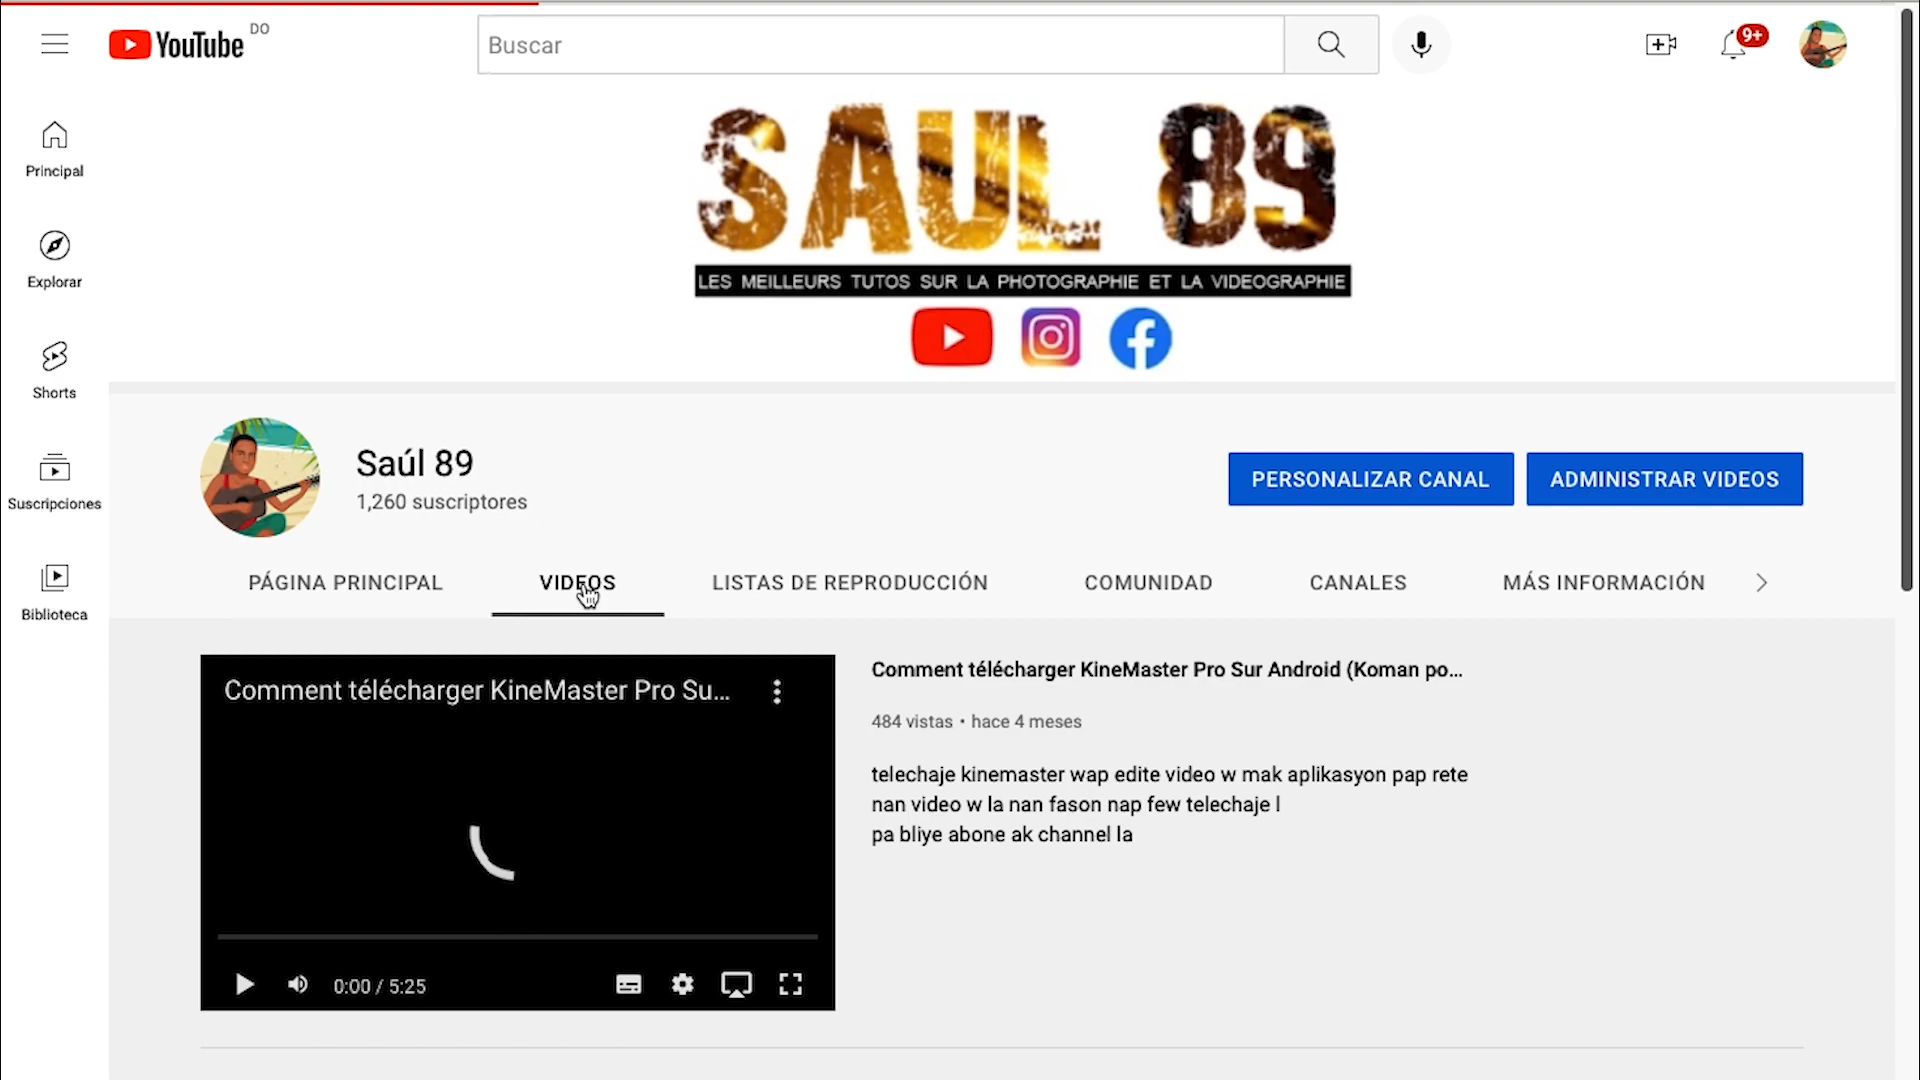 YouTube DO
Buscar
9+
Principal
Explorar
Shorts
Suscripciones
Biblioteca
SAUL 89
LES MEILLEURS TUTOS SUR LA PHOTOGRAPHIE ET LA VIDEOGRAPHIE
Saúl 89
1,260 suscriptores
PERSONALIZAR CANAL
ADMINISTRAR VIDEOS
PÁGINA PRINCIPAL
VIDEOS
LISTAS DE REPRODUCCIÓN
COMUNIDAD
CANALES
MÁS INFORMACIÓN
Comment télécharger KineMaster Pro Su...
0:00 / 5:25
Comment télécharger KineMaster Pro Sur Android (Koman po...
484 vistas • hace 4 meses
telechaje kinemaster wap edite video w mak aplikasyon pap rete
nan video w la nan fason nap few telechaje l
pa bliye abone ak channel la